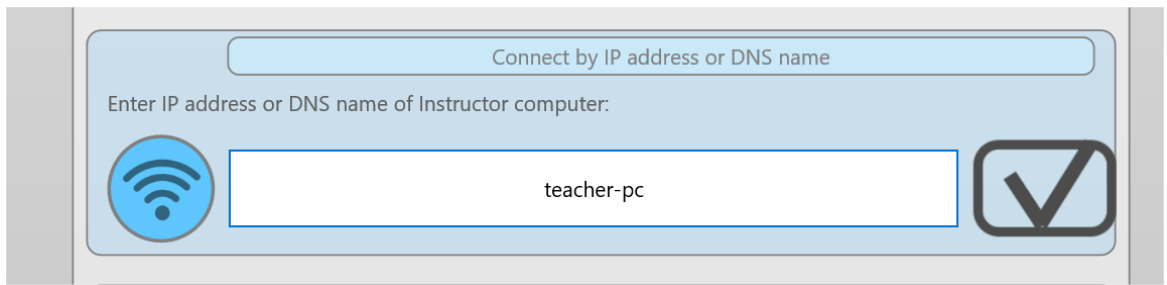 Connect by IP address or DNS name
Enter IP address or DNS name of Instructor computer:
teacher-pc